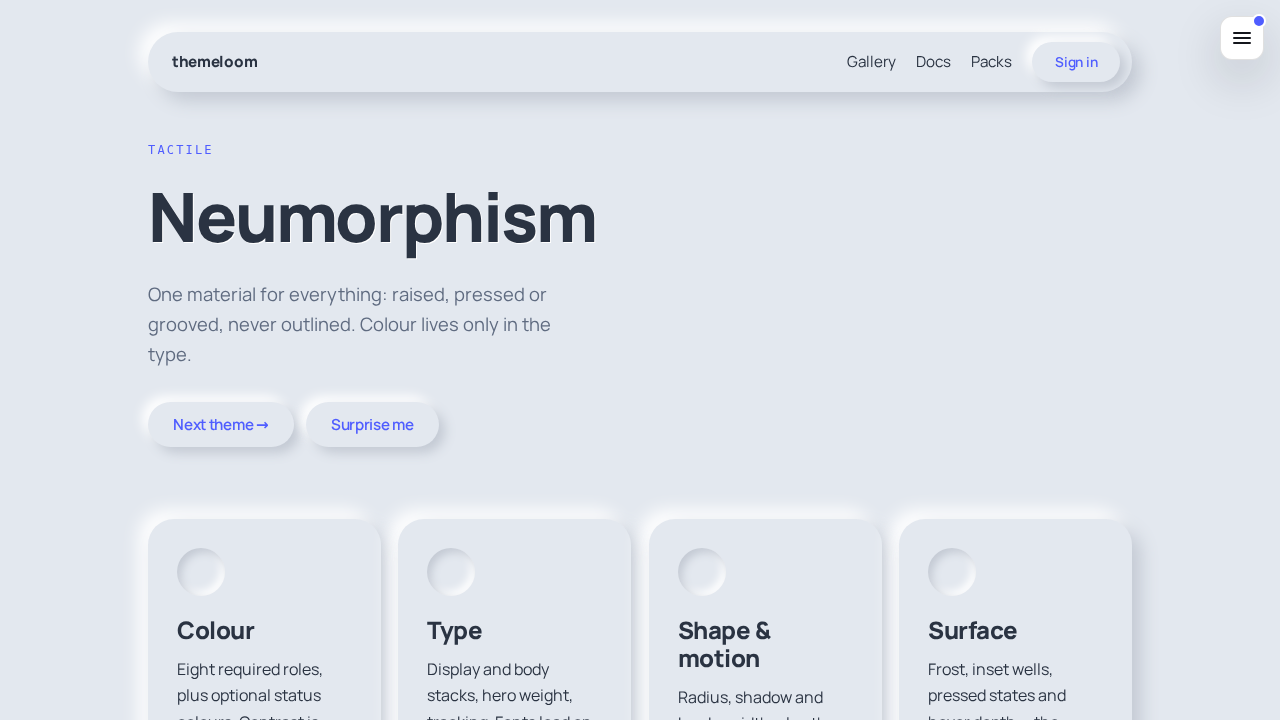 themeloom
Gallery Docs Packs Sign in
TACTILE
Neumorphism
One material for everything: raised, pressed or
grooved, never outlined. Colour lives only in the
type.
Next theme → Surprise me
Colour
Eight required roles,
plus optional status
Type
Display and body
stacks, hero weight,
Shape &
motion
Radius, shadow and
Surface
Frost, inset wells,
pressed states and